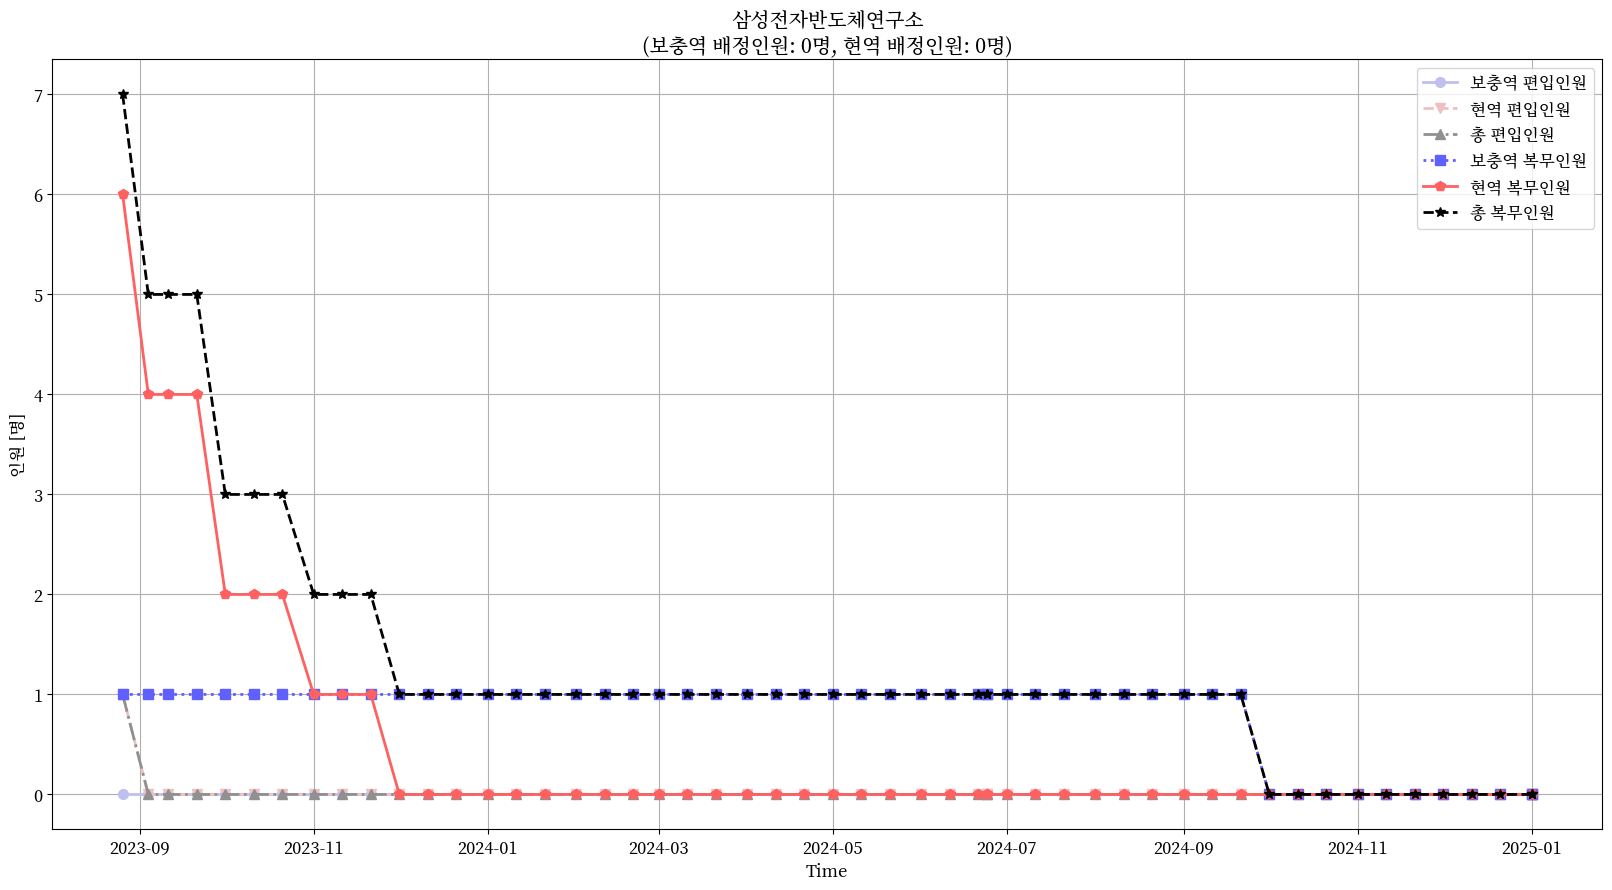 삼성전자반도체연구소
(보충역 배정인원: 0명, 현역 배정인원: 0명)
보충역 편입인원
현역 편입인원
총 편입인원
보충역 복무인원
현역 복무인원
총 복무인원
인원 [명]
7
6
5
4
3
2
1
0
2023-09
2023-11
2024-01
2024-03
2024-05
2024-07
2024-09
2024-11
2025-01
Time